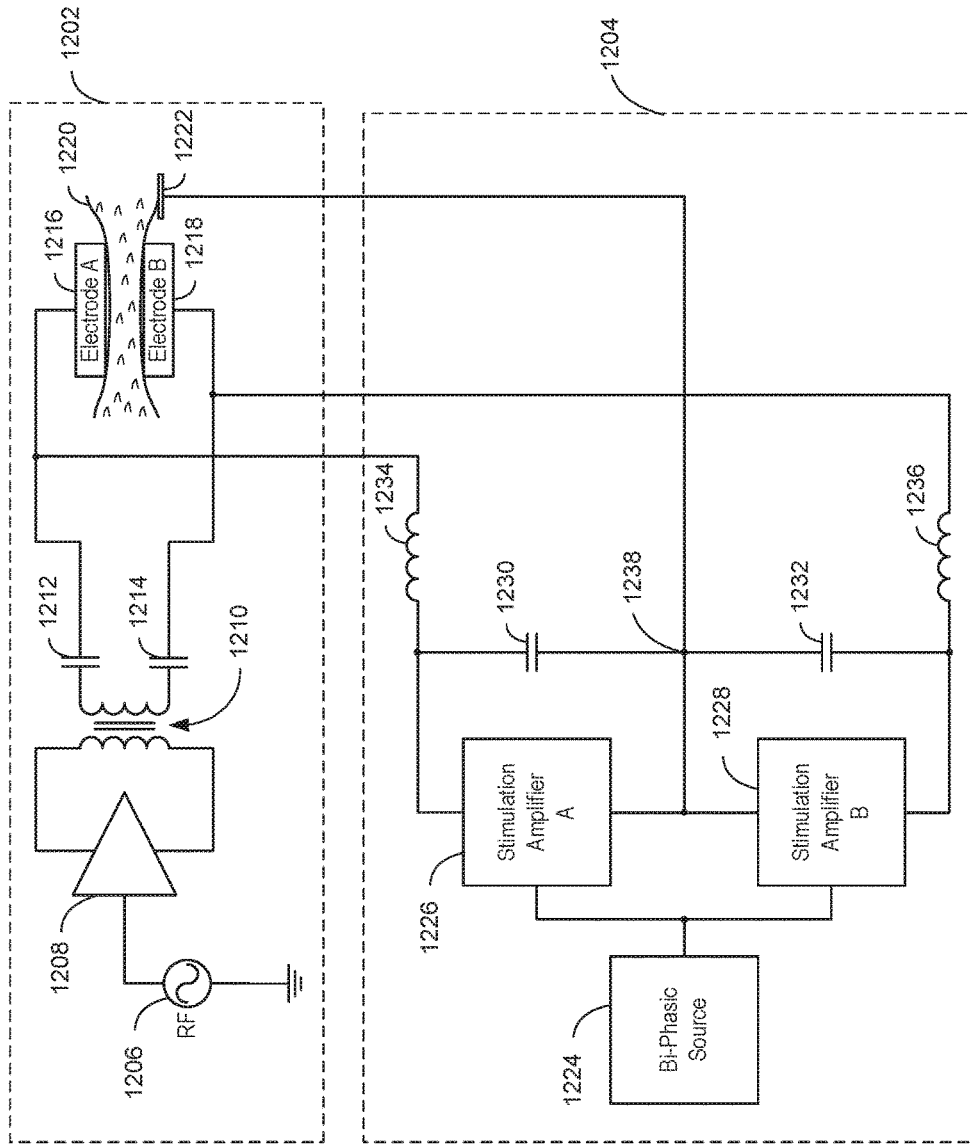 1202
1220
1216
Electrode A
1222
1218
Electrode B
1212
1214
1210
1208
1206
RF
1204
1234
1230
1238
1236
1232
1228
Stimulation
Amplifier
A
1226
Stimulation
Amplifier
B
1224
Bi-Phasic
Source